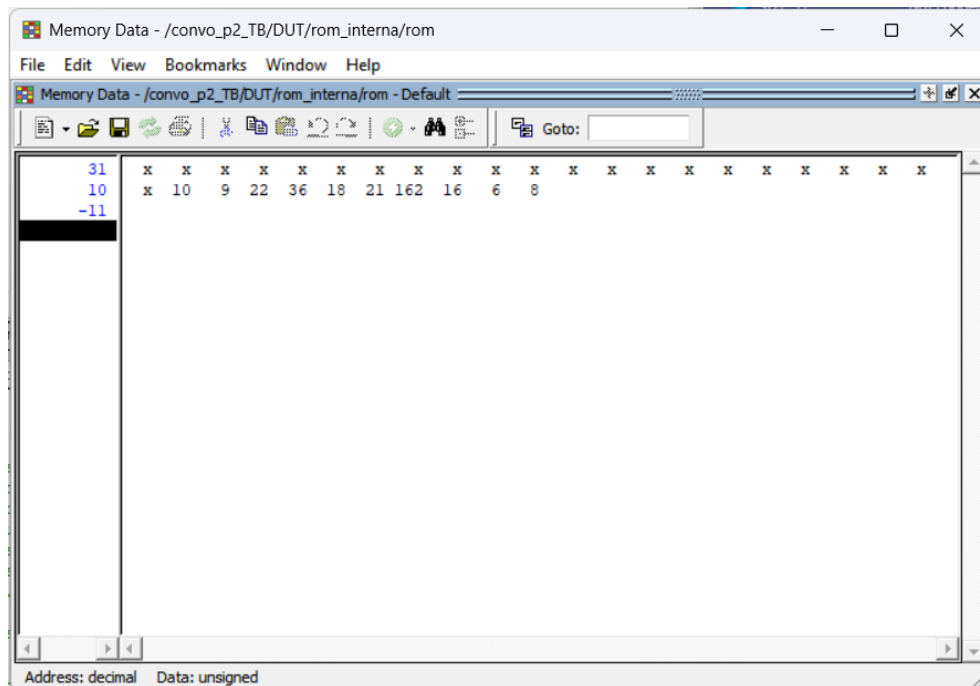 Memory Data - /convo_p2_TB/DUT/rom_interna/rom
File Edit View Bookmarks Window Help
Memory Data - /convo_p2_TB/DUT/rom_interna/rom - Default
Goto:
31 x x x x x x x x x x x x x x x x x x x x x
10 x 10 9 22 36 18 21 162 16 6 8
-11
Address: decimal Data: unsigned